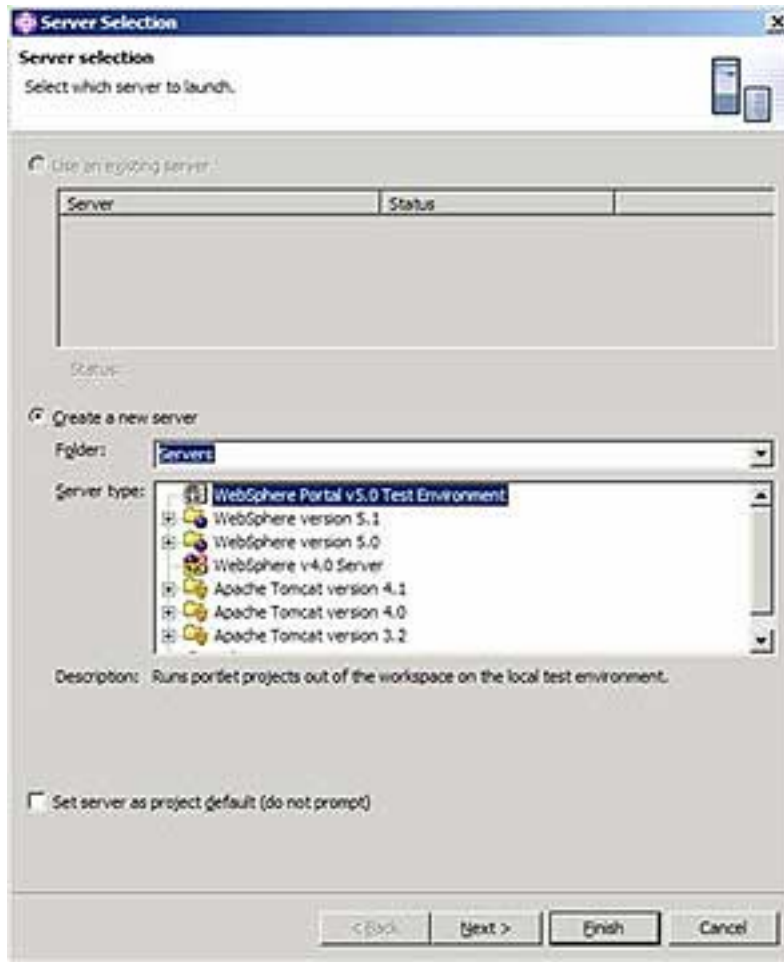 Server Selection
Server selection
Select which server to launch.
Use an existing server
Server Status
Status:
Create a new server
Folder: Servers
Server type: WebSphere Portal v5.0 Test Environment
WebSphere version 5.1
WebSphere version 5.0
WebSphere v4.0 Server
Apache Tomcat version 4.1
Apache Tomcat version 4.0
Apache Tomcat version 3.2
Description: Runs portlet projects out of the workspace on the local test environment.
Set server as project default (do not prompt)
< Back Next > Finish Cancel